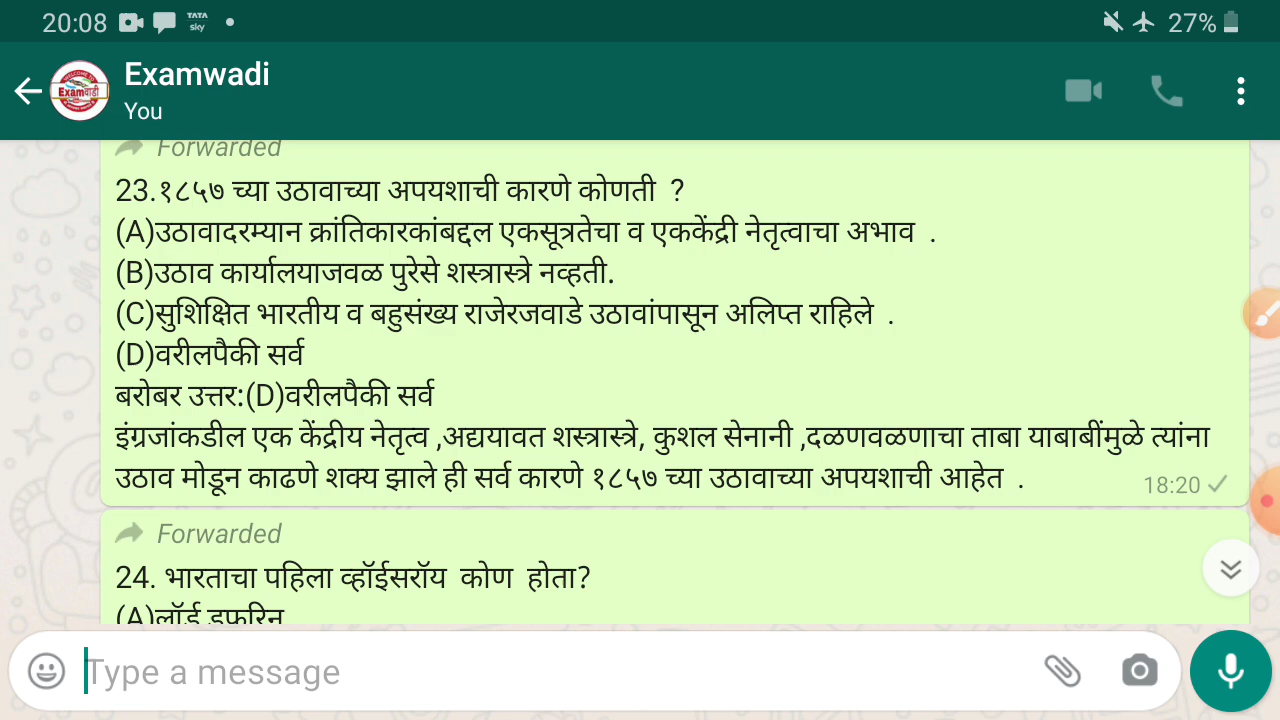 20:08 TATA sky 27%
Examwadi
You
Forwarded
23.१८५७ च्या उठावाच्या अपयशाची कारणे कोणती ?
(A)उठावादरम्यान क्रांतिकारकांबद्दल एकसूत्रतेचा व एककेंद्री नेतृत्वाचा अभाव .
(B)उठाव कार्यालयाजवळ पुरेसे शस्त्रास्त्रे नव्हती.
(C)सुशिक्षित भारतीय व बहुसंख्य राजेरजवाडे उठावांपासून अलिप्त राहिले .
(D)वरीलपैकी सर्व
बरोबर उत्तर:(D)वरीलपैकी सर्व
इंग्रजांकडील एक केंद्रीय नेतृत्व ,अद्ययावत शस्त्रास्त्रे, कुशल सेनानी ,दळणवळणाचा ताबा याबाबींमुळे त्यांना
उठाव मोडून काढणे शक्य झाले ही सर्व कारणे १८५७ च्या उठावाच्या अपयशाची आहेत .
18:20
Forwarded
24. भारताचा पहिला व्हॉईसरॉय कोण होता?
(A)लॉर्ड डफरिन
Type a message